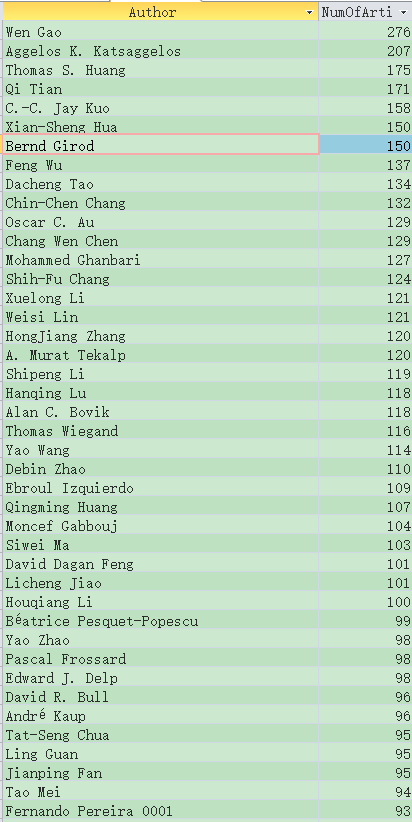 Author NumOfArti
Wen Gao 276
Aggelos K. Katsaggelos 207
Thomas S. Huang 175
Qi Tian 171
C.-C. Jay Kuo 158
Xian-Sheng Hua 150
Bernd Girod 150
Feng Wu 137
Dacheng Tao 134
Chin-Chen Chang 132
Oscar C. Au 129
Chang Wen Chen 129
Mohammed Ghanbari 127
Shih-Fu Chang 124
Xuelong Li 121
Weisi Lin 121
HongJiang Zhang 120
A. Murat Tekalp 120
Shipeng Li 119
Hanqing Lu 118
Alan C. Bovik 118
Thomas Wiegand 116
Yao Wang 114
Debin Zhao 110
Ebroul Izquierdo 109
Qingming Huang 107
Moncef Gabbouj 104
Siwei Ma 103
David Dagan Feng 101
Licheng Jiao 101
Houqiang Li 100
Béatrice Pesquet-Popescu 99
Yao Zhao 98
Pascal Frossard 98
Edward J. Delp 98
David R. Bull 96
André Kaup 96
Tat-Seng Chua 95
Ling Guan 95
Jianping Fan 95
Tao Mei 94
Fernando Pereira 0001 93